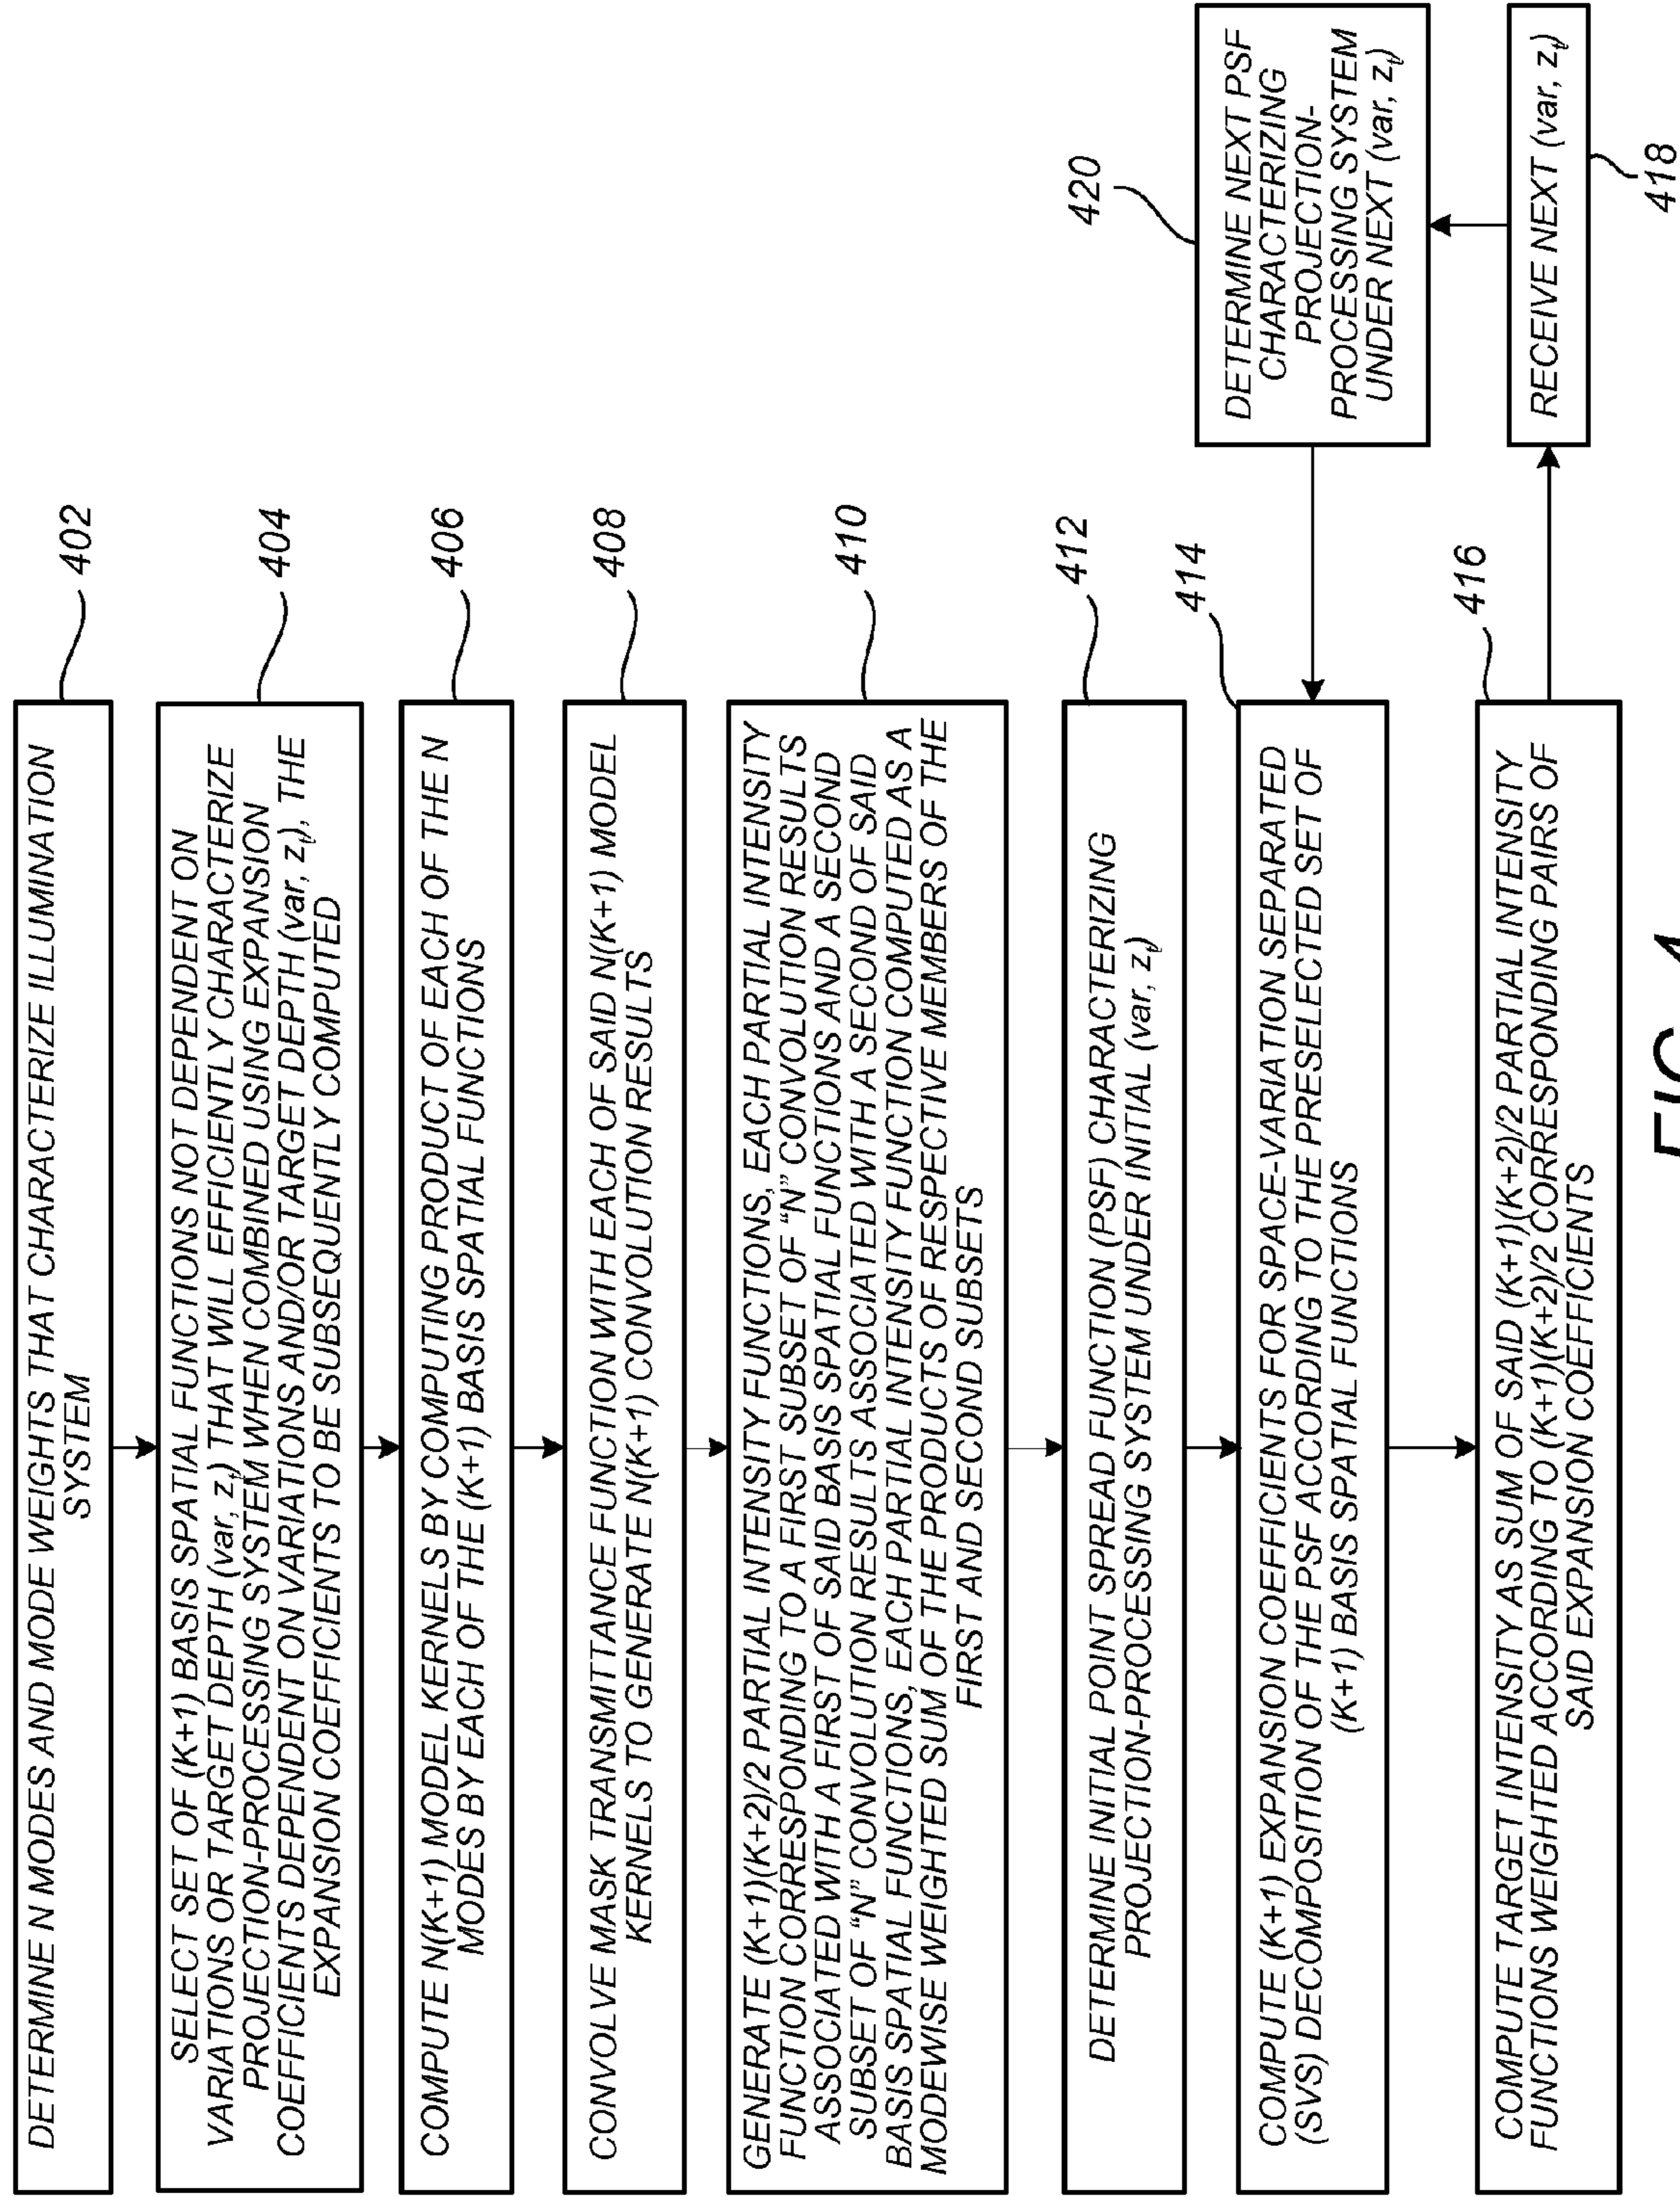 DETERMINE N MODES AND MODE WEIGHTS THAT CHARACTERIZE ILLUMINATION
SYSTEM
402
SELECT SET OF (K+1) BASIS SPATIAL FUNCTIONS NOT DEPENDENT ON
VARIATIONS OR TARGET DEPTH (var, zₜ) THAT WILL EFFICIENTLY CHARACTERIZE
PROJECTION-PROCESSING SYSTEM WHEN COMBINED USING EXPANSION
COEFFICIENTS DEPENDENT ON VARIATIONS AND/OR TARGET DEPTH (var, zₜ), THE
EXPANSION COEFFICIENTS TO BE SUBSEQUENTLY COMPUTED
404
COMPUTE N(K+1) MODEL KERNELS BY COMPUTING PRODUCT OF EACH OF THE N
MODES BY EACH OF THE (K+1) BASIS SPATIAL FUNCTIONS
406
CONVOLVE MASK TRANSMITTANCE FUNCTION WITH EACH OF SAID N(K+1) MODEL
KERNELS TO GENERATE N(K+1) CONVOLUTION RESULTS
408
GENERATE (K+1)(K+2)/2 PARTIAL INTENSITY FUNCTIONS, EACH PARTIAL INTENSITY
FUNCTION CORRESPONDING TO A FIRST SUBSET OF “N” CONVOLUTION RESULTS
ASSOCIATED WITH A FIRST OF SAID BASIS SPATIAL FUNCTIONS AND A SECOND
SUBSET OF “N” CONVOLUTION RESULTS ASSOCIATED WITH A SECOND OF SAID
BASIS SPATIAL FUNCTIONS, EACH PARTIAL INTENSITY FUNCTION COMPUTED AS A
MODEWISE WEIGHTED SUM OF THE PRODUCTS OF RESPECTIVE MEMBERS OF THE
FIRST AND SECOND SUBSETS
410
DETERMINE INITIAL POINT SPREAD FUNCTION (PSF) CHARACTERIZING
PROJECTION-PROCESSING SYSTEM UNDER INITIAL (var, zₜ)
412
COMPUTE (K+1) EXPANSION COEFFICIENTS FOR SPACE-VARIATION SEPARATED
(SVS) DECOMPOSITION OF THE PSF ACCORDING TO THE PRESELECTED SET OF
(K+1) BASIS SPATIAL FUNCTIONS
414
COMPUTE TARGET INTENSITY AS SUM OF SAID (K+1)(K+2)/2 PARTIAL INTENSITY
FUNCTIONS WEIGHTED ACCORDING TO (K+1)(K+2)/2 CORRESPONDING PAIRS OF
SAID EXPANSION COEFFICIENTS
416
RECEIVE NEXT (var, zₜ)
418
DETERMINE NEXT PSF
CHARACTERIZING
PROJECTION-
PROCESSING SYSTEM
UNDER NEXT (var, zₜ)
420